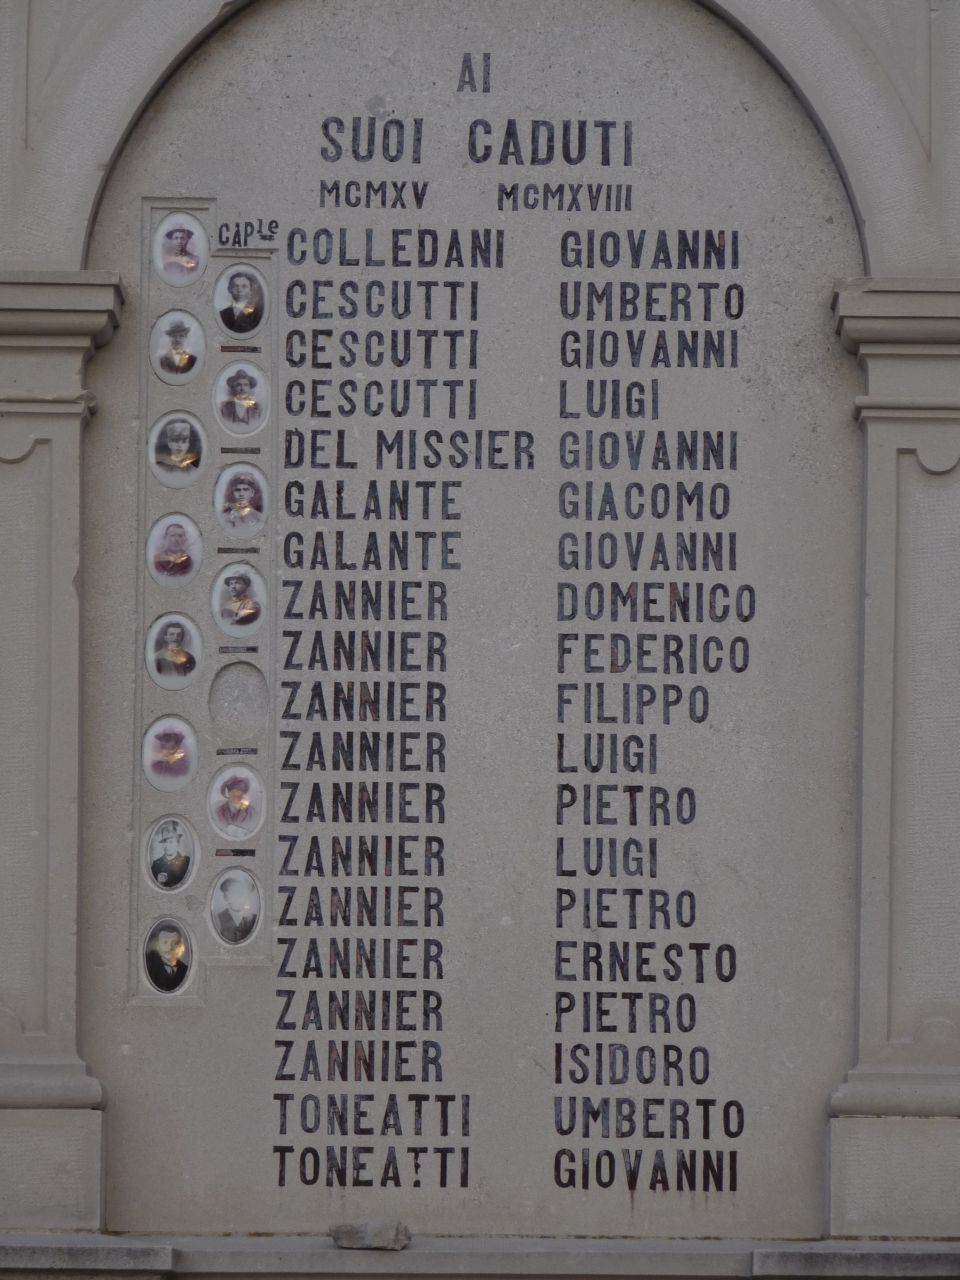 AI
SUOI CADUTI
MCMXV MCMXVIII
CAPle COLLEDANI GIOVANNI
CESCUTTI UMBERTO
CESCUTTI GIOVANNI
CESCUTTI LUIGI
DEL MISSIER GIOVANNI
GALANTE GIACOMO
GALANTE GIOVANNI
ZANNIER DOMENICO
ZANNIER FEDERICO
ZANNIER FILIPPO
ZANNIER LUIGI
ZANNIER PIETRO
ZANNIER LUIGI
ZANNIER PIETRO
ZANNIER ERNESTO
ZANNIER PIETRO
ZANNIER ISIDORO
TONEATTI UMBERTO
TONEATTI GIOVANNI